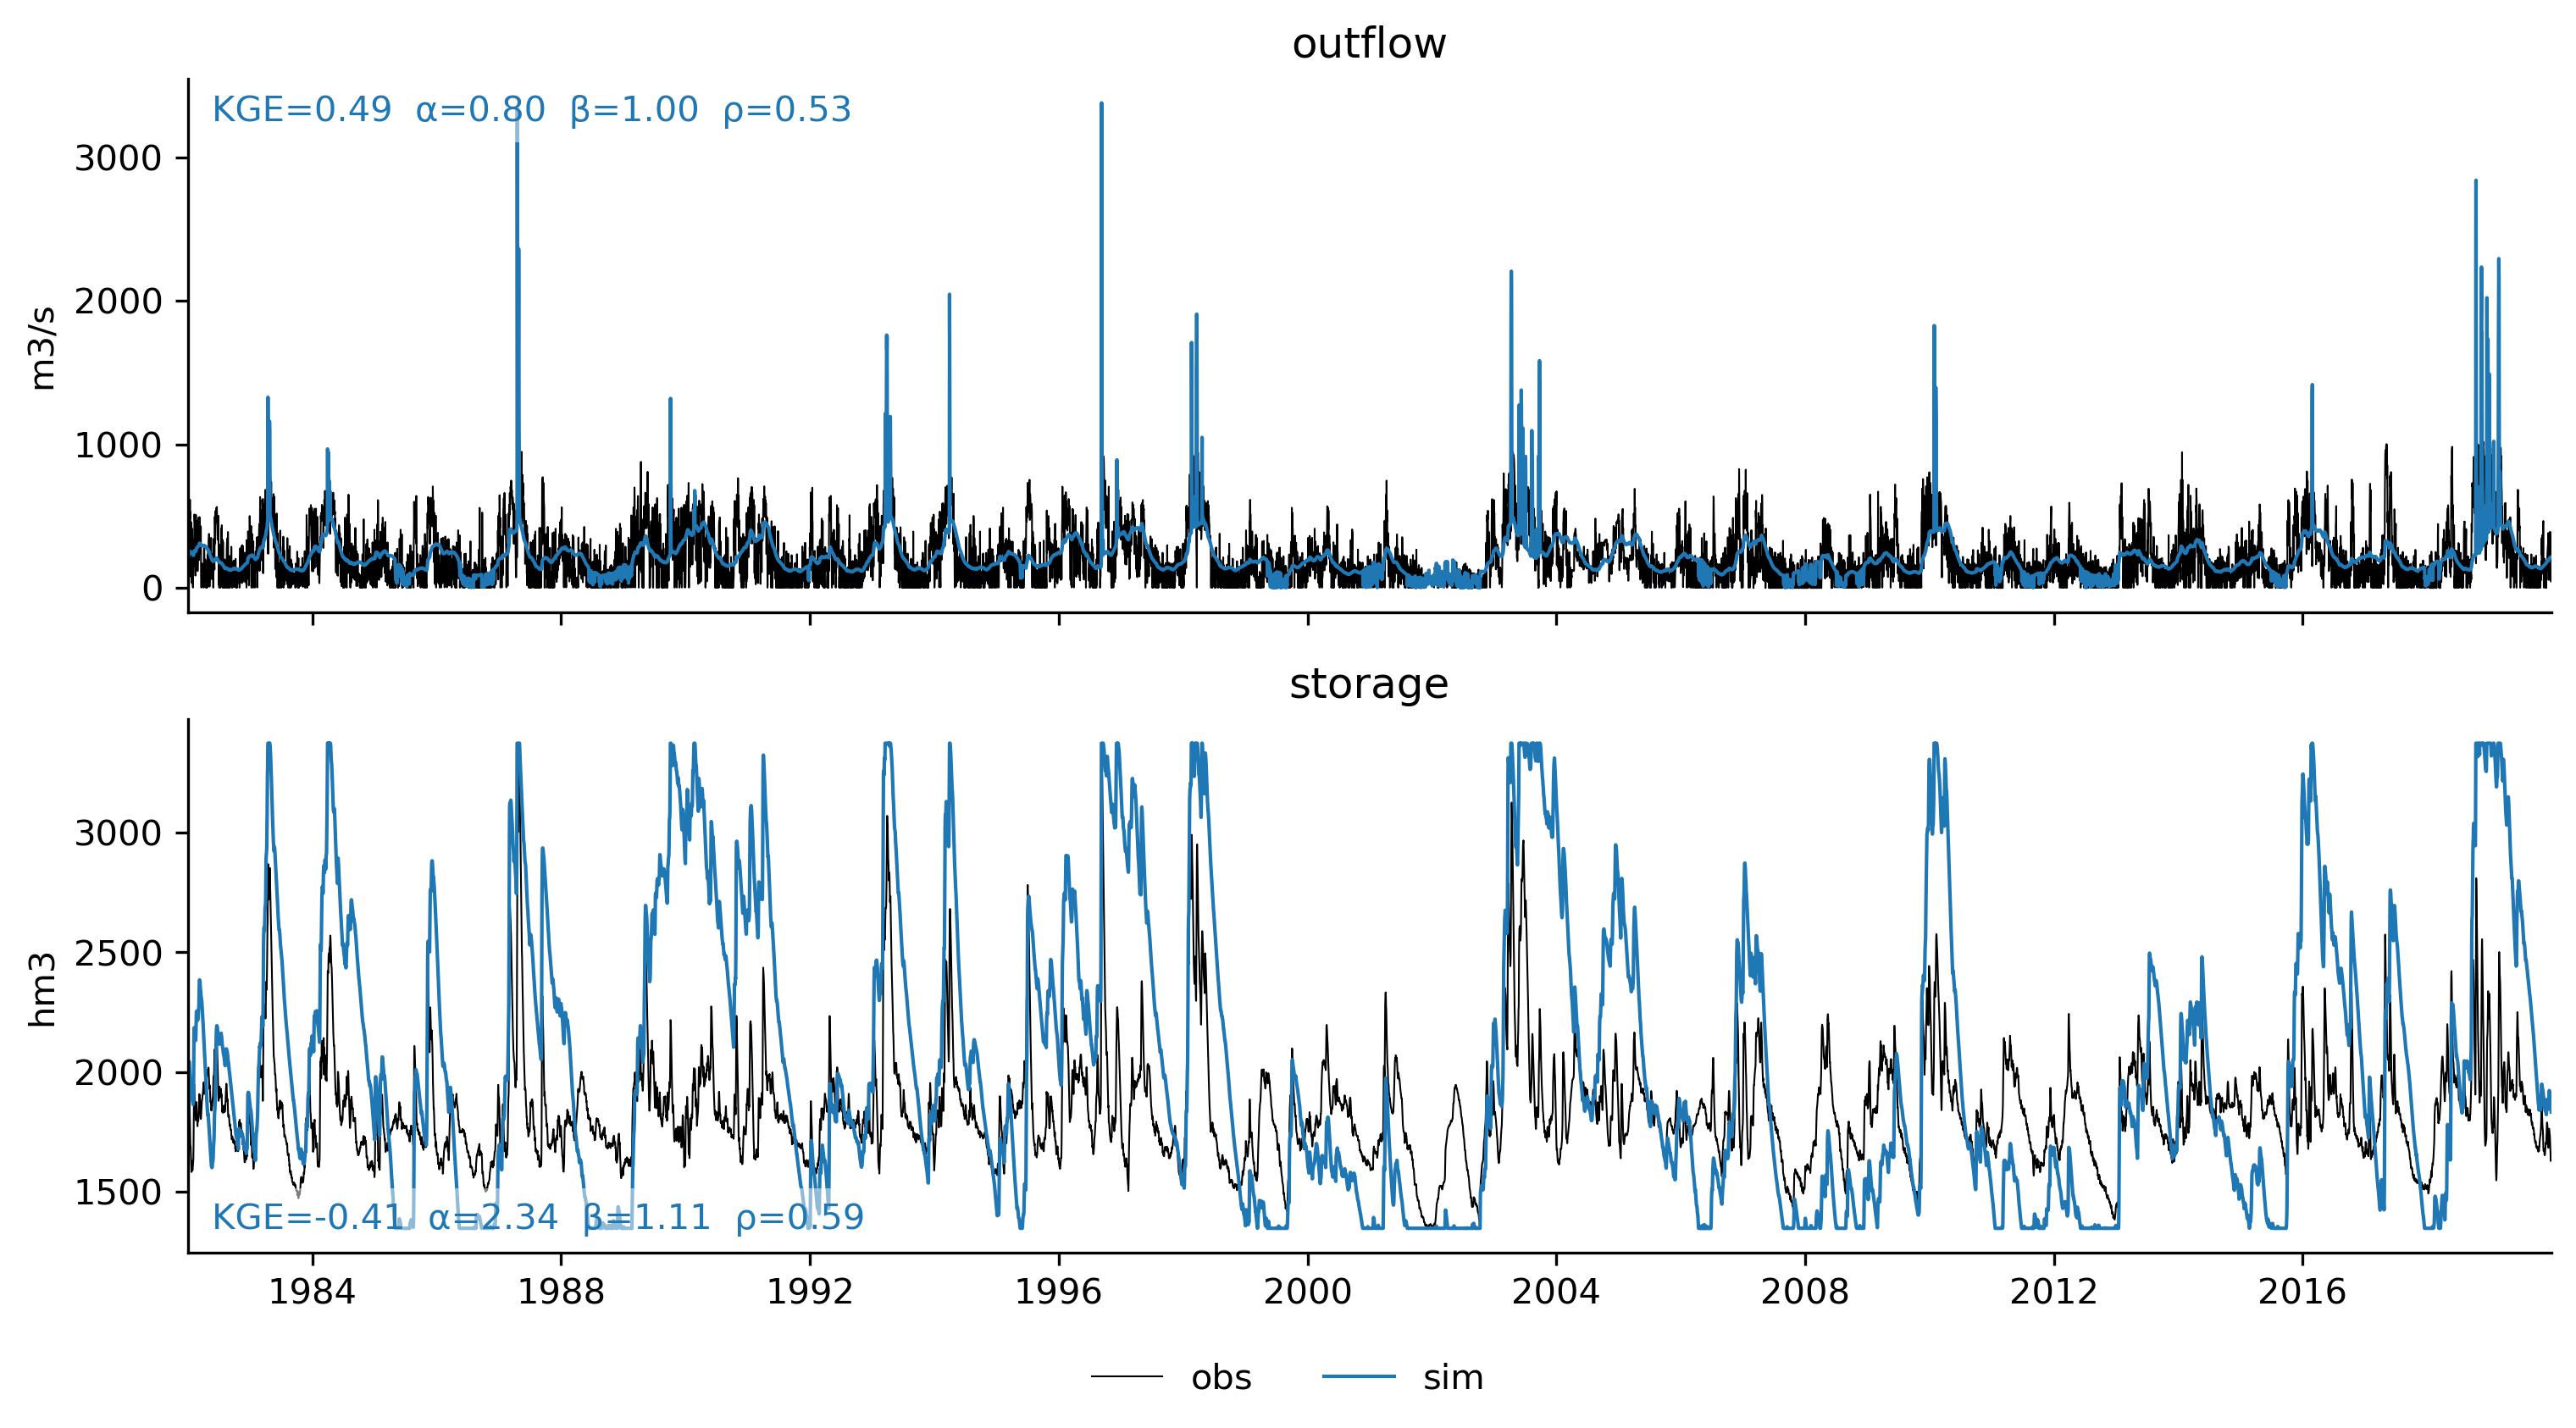 outflow
KGE=0.49 α=0.80 β=1.00 ρ=0.53
3000
2000
1000
0
m3/s
storage
3000
2500
2000
1500
hm3
KGE=-0.41 α=2.34 β=1.11 ρ=0.59
1984 1988 1992 1996 2000 2004 2008 2012 2016
obs sim